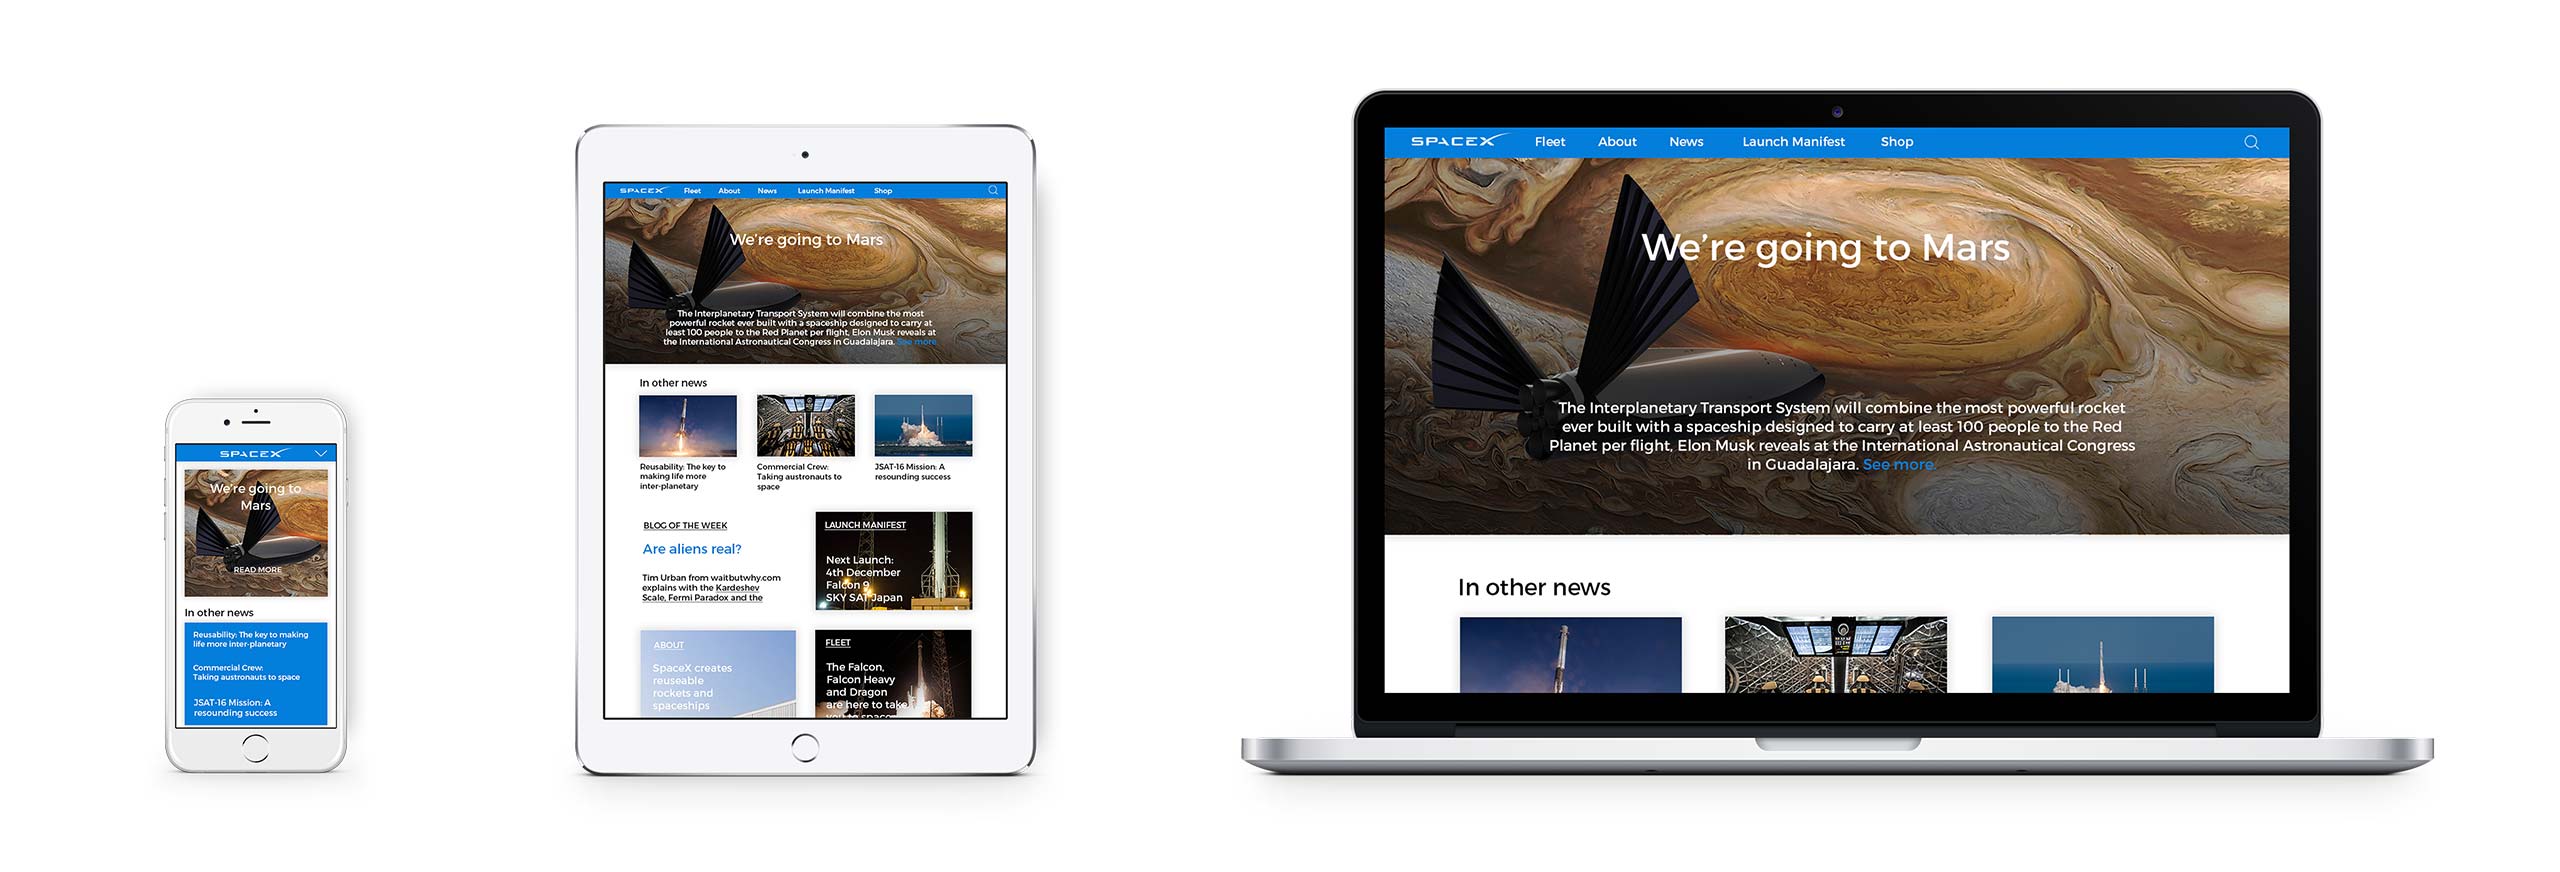 SPACEX
We're going to
Mars
READ MORE
In other news
Reusability: The key to making
life more inter-planetary
Commercial Crew:
Taking austronauts to space
JSAT-16 Mission: A
resounding success
SPACEX Fleet About News Launch Manifest Shop
We're going to Mars
The Interplanetary Transport System will combine the most
powerful rocket ever built with a spaceship designed to carry at
least 100 people to the Red Planet per flight, Elon Musk reveals at
the International Astronautical Congress in Guadalajara. See more.
In other news
Reusability: The key to
making life more
inter-planetary
Commercial Crew:
Taking austronauts to
space
JSAT-16 Mission: A
resounding success
BLOG OF THE WEEK
Are aliens real?
Tim Urban from waitbutwhy.com
explains with the Kardeshev
Scale, Fermi Paradox and the
LAUNCH MANIFEST
Next Launch:
4th December
Falcon 9
SKY SAT Japan
ABOUT
SpaceX creates
reuseable
rockets and
spaceships
FLEET
The Falcon,
Falcon Heavy
and Dragon
are here to take
you to space
SPACEX Fleet About News Launch Manifest Shop
We're going to Mars
The Interplanetary Transport System will combine the most powerful rocket
ever built with a spaceship designed to carry at least 100 people to the Red
Planet per flight, Elon Musk reveals at the International Astronautical Congress
in Guadalajara. See more.
In other news